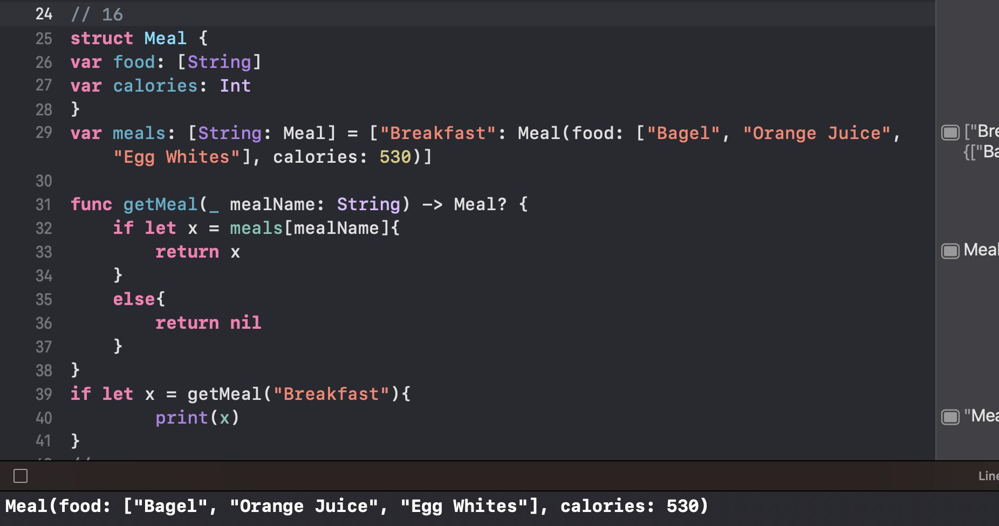 24 // 16
25 struct Meal {
26 var food: [String]
27 var calories: Int
28 }
29 var meals: [String: Meal] = ["Breakfast": Meal(food: ["Bagel", "Orange Juice",
"Egg Whites"], calories: 530)]
["Bre
{["Ba
30
31 func getMeal(_ mealName: String) -> Meal? {
32 if let x = meals[mealName]{
33 return x
Meal
34 }
35 else{
36 return nil
37 }
38 }
39 if let x = getMeal("Breakfast"){
40 print(x)
"Mea
41 }
//
Line
Meal(food: ["Bagel", "Orange Juice", "Egg Whites"], calories: 530)